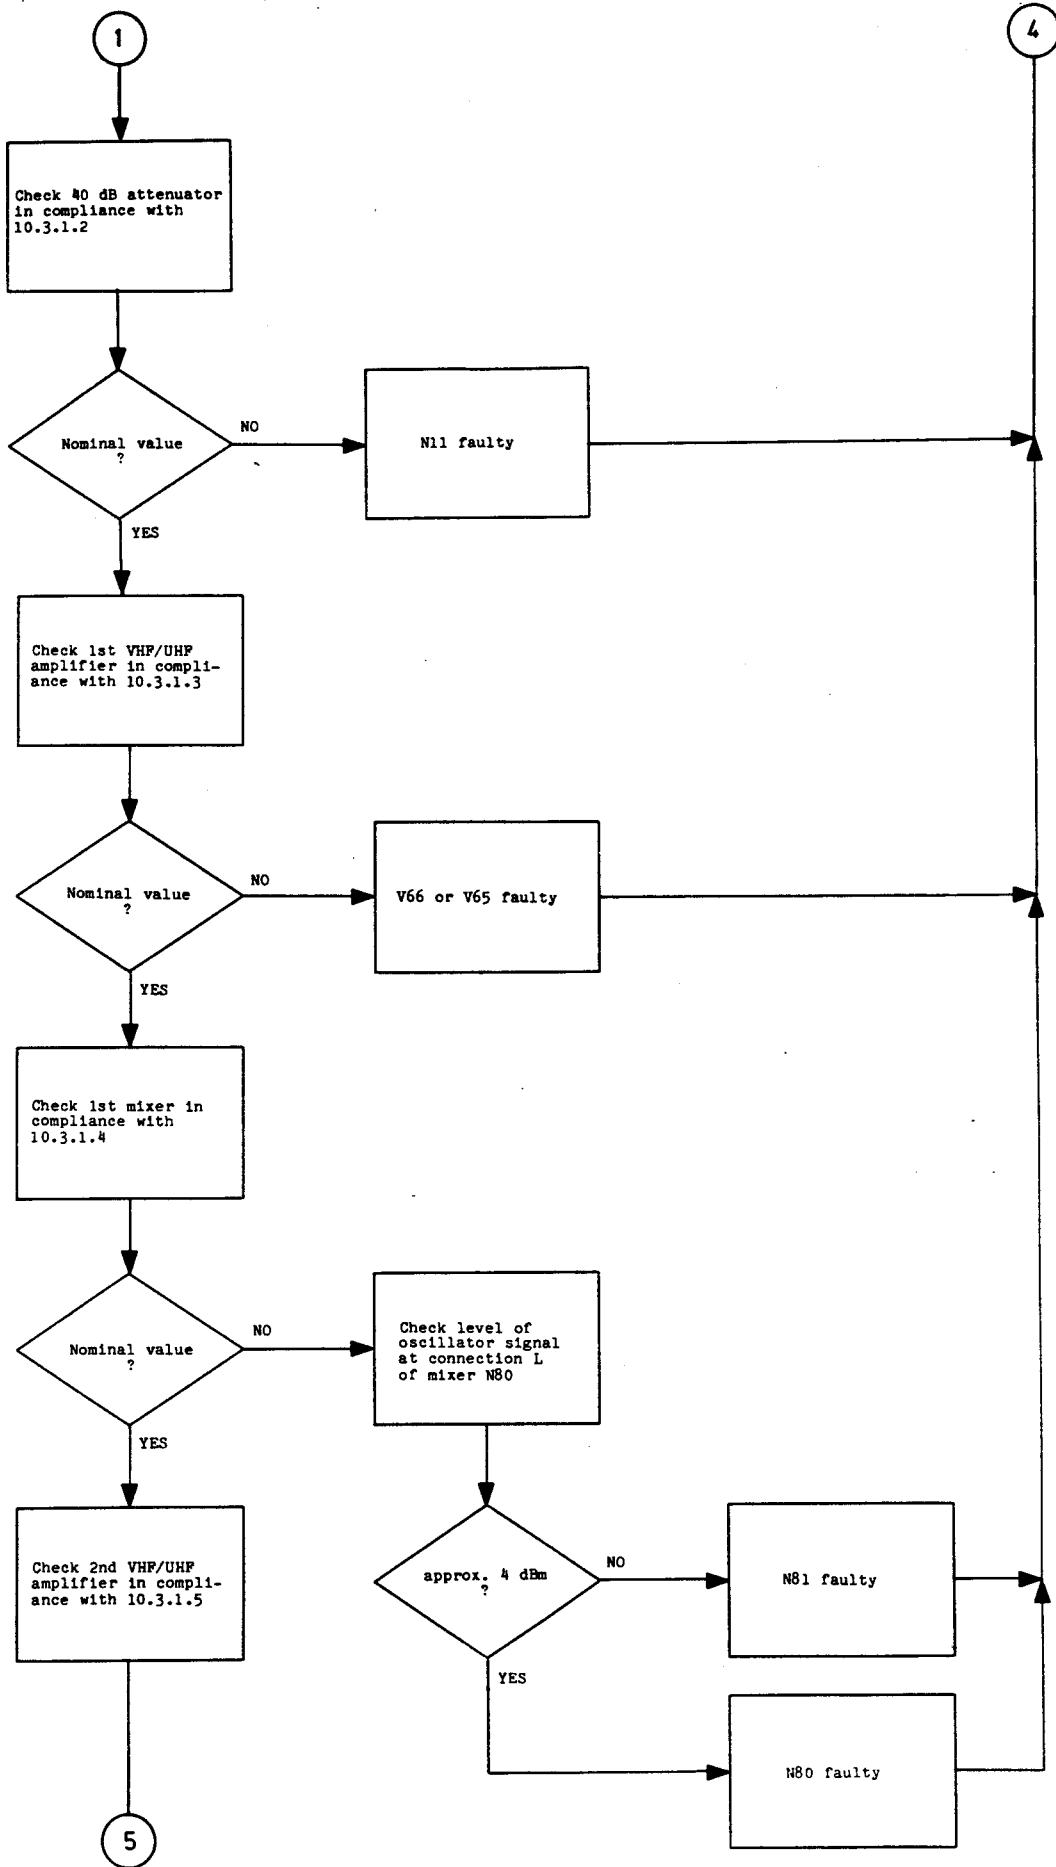 1
4
Check 40 dB attenuator
in compliance with
10.3.1.2
Nominal value
?
NO
N11 faulty
YES
Check 1st VHF/UHF
amplifier in compli-
ance with 10.3.1.3
Nominal value
?
NO
V66 or V65 faulty
YES
Check 1st mixer in
compliance with
10.3.1.4
Nominal value
?
NO
Check level of
oscillator signal
at connection L
of mixer N80
YES
Check 2nd VHF/UHF
amplifier in compli-
ance with 10.3.1.5
approx. 4 dBm
?
NO
N81 faulty
YES
N80 faulty
5